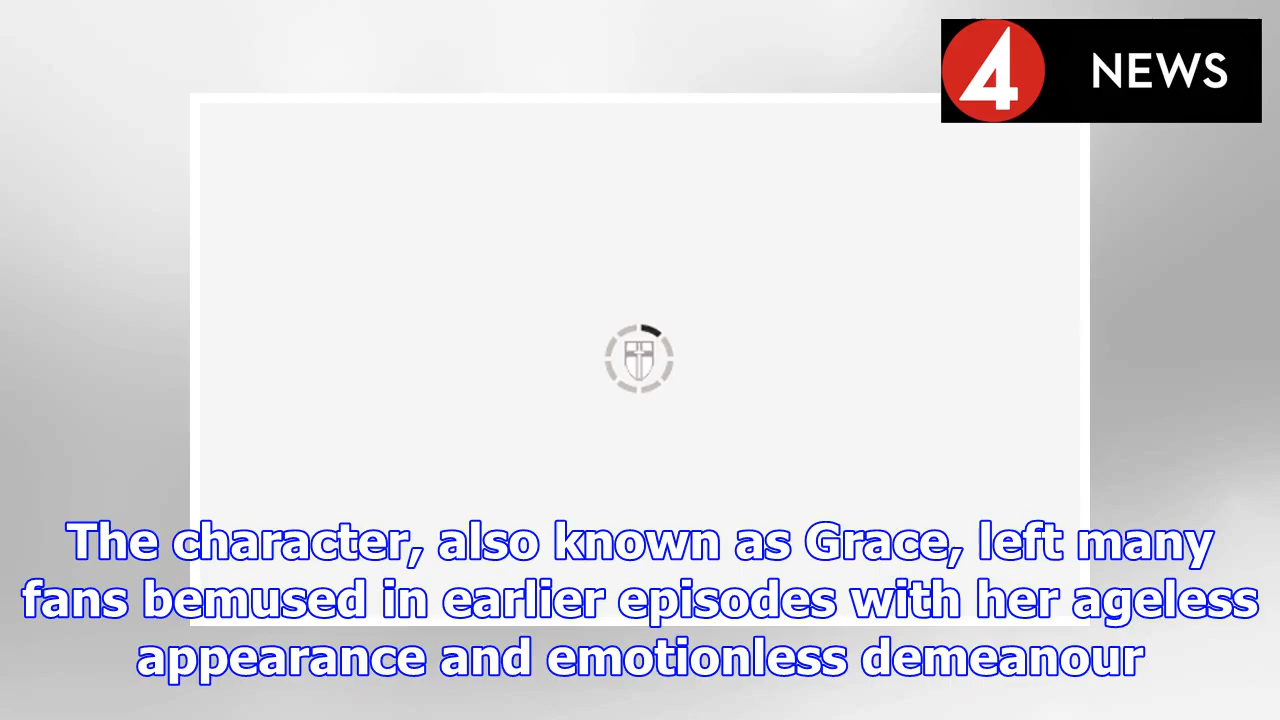 4 NEWS
The character, also known as Grace, left many
fans bemused in earlier episodes with her ageless
appearance and emotionless demeanour